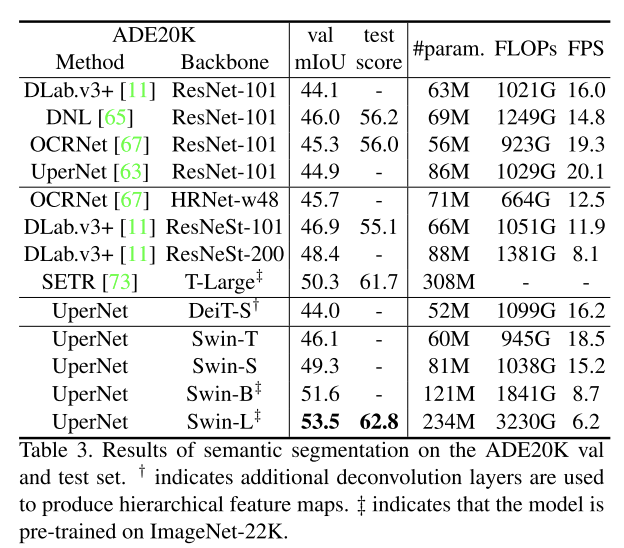 ADE20K val test #param. FLOPs FPS
Method Backbone mIoU score
DLab.v3+ [11] ResNet-101 44.1 - 63M 1021G 16.0
DNL [65] ResNet-101 46.0 56.2 69M 1249G 14.8
OCRNet [67] ResNet-101 45.3 56.0 56M 923G 19.3
UperNet [63] ResNet-101 44.9 - 86M 1029G 20.1
OCRNet [67] HRNet-w48 45.7 - 71M 664G 12.5
DLab.v3+ [11] ResNeSt-101 46.9 55.1 66M 1051G 11.9
DLab.v3+ [11] ResNeSt-200 48.4 - 88M 1381G 8.1
SETR [73] T-Large‡ 50.3 61.7 308M - -
UperNet DeiT-S† 44.0 - 52M 1099G 16.2
UperNet Swin-T 46.1 - 60M 945G 18.5
UperNet Swin-S 49.3 - 81M 1038G 15.2
UperNet Swin-B‡ 51.6 - 121M 1841G 8.7
UperNet Swin-L‡ 53.5 62.8 234M 3230G 6.2
Table 3. Results of semantic segmentation on the ADE20K val
and test set. † indicates additional deconvolution layers are used
to produce hierarchical feature maps. ‡ indicates that the model is
pre-trained on ImageNet-22K.